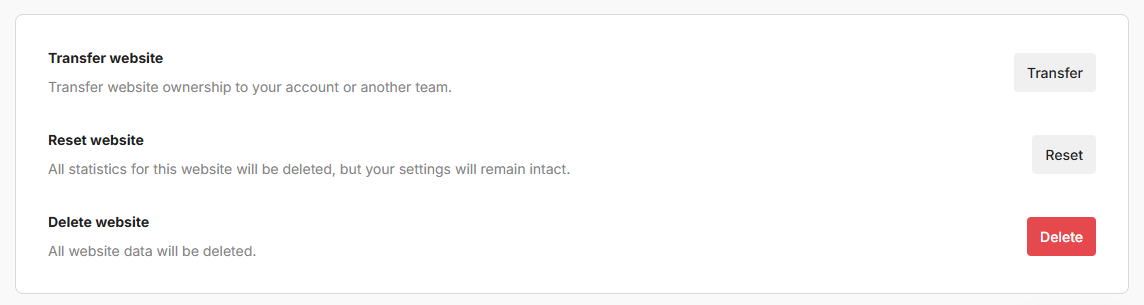 Transfer website
Transfer website ownership to your account or another team.
Transfer
Reset website
All statistics for this website will be deleted, but your settings will remain intact.
Reset
Delete website
All website data will be deleted.
Delete